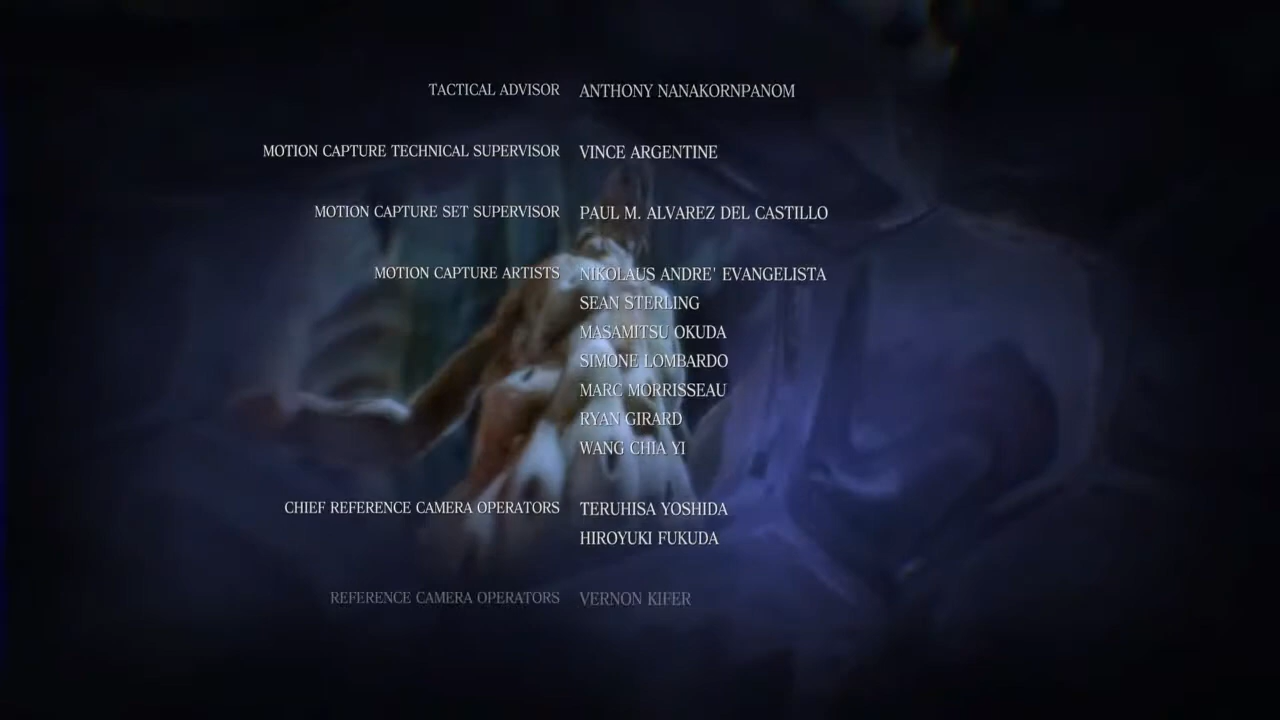 TACTICAL ADVISOR ANTHONY NANAKORNPANOM
MOTION CAPTURE TECHNICAL SUPERVISOR VINCE ARGENTINE
MOTION CAPTURE SET SUPERVISOR PAUL M. ALVAREZ DEL CASTILLO
MOTION CAPTURE ARTISTS NIKOLAUS ANDRE' EVANGELISTA
SEAN STERLING
MASAMITSU OKUDA
SIMONE LOMBARDO
MARC MORRISSEAU
RYAN GIRARD
WANG CHIA YI
CHIEF REFERENCE CAMERA OPERATORS TERUHISA YOSHIDA
HIROYUKI FUKUDA
REFERENCE CAMERA OPERATORS VERNON KIFER